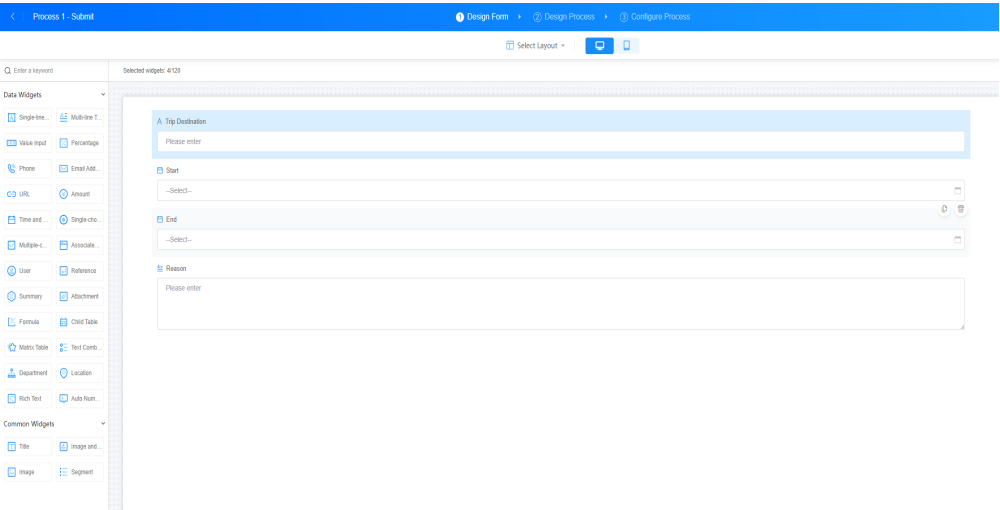 Process 1 - Submit
1 Design Form
2 Design Process
3 Configure Process
Select Layout
Enter a keyword
Selected widgets: 4/120
Data Widgets
Single-line...
Multi-line T...
Value Input
Percentage
Phone
Email Add...
URL
Amount
Time and ...
Single-cho...
Multiple-c...
Associate...
User
Reference
Summary
Attachment
Formula
Child Table
Matrix Table
Text Comb...
Department
Location
Rich Text
Auto Num...
Common Widgets
Title
Image and...
Image
Segment
A Trip Destination
Please enter
Start
--Select--
End
--Select--
Reason
Please enter